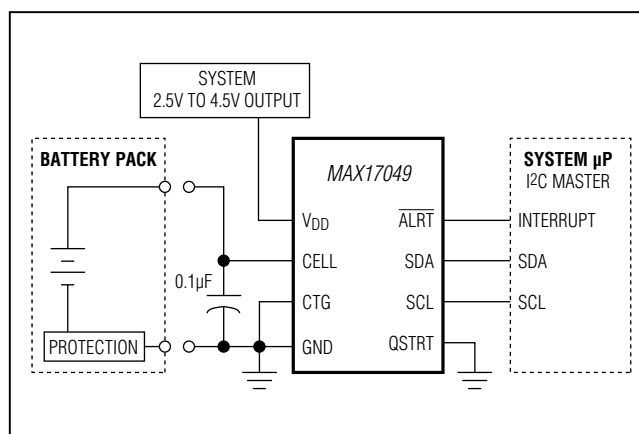 SYSTEM
2.5V TO 4.5V OUTPUT
BATTERY PACK
MAX17049
SYSTEM µP
I²C MASTER
V_DD
ALRT
INTERRUPT
CELL
SDA
SDA
0.1µF
CTG
SCL
SCL
PROTECTION
GND
QSTRT